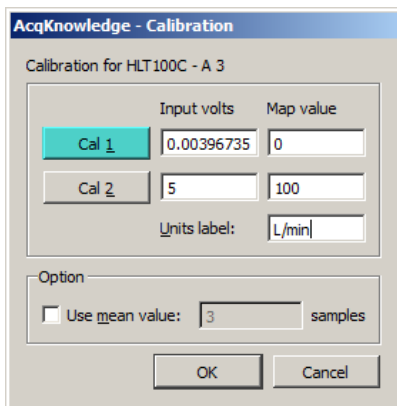 AcqKnowledge - Calibration
Calibration for HLT100C - A 3
Input volts Map value
Cal 1 0.00396735 0
Cal 2 5 100
Units label: L/min
Option
Use mean value: 3 samples
OK Cancel